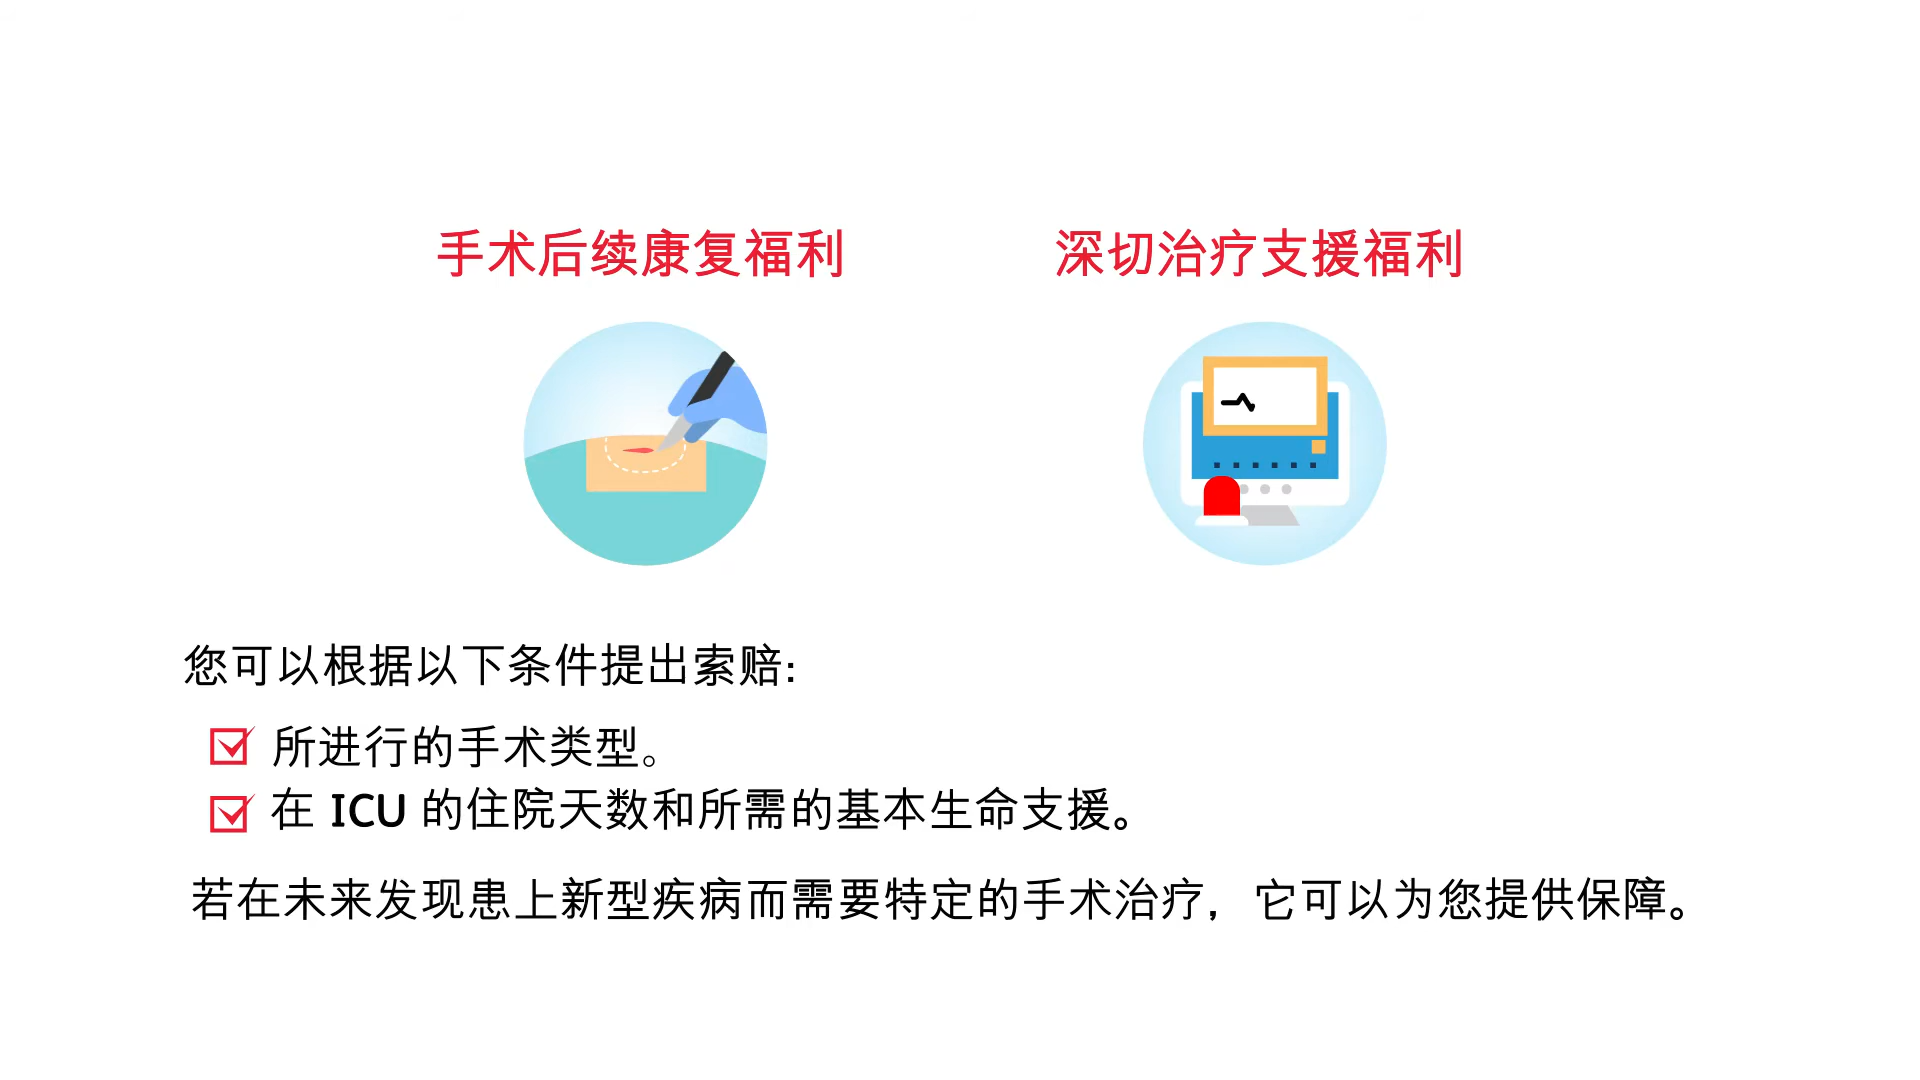 手术后续康复福利
深切治疗支援福利
您可以根据以下条件提出索赔:
所进行的手术类型。
在 ICU 的住院天数和所需的基本生命支援。
若在未来发现患上新型疾病而需要特定的手术治疗，它可以为您提供保障。